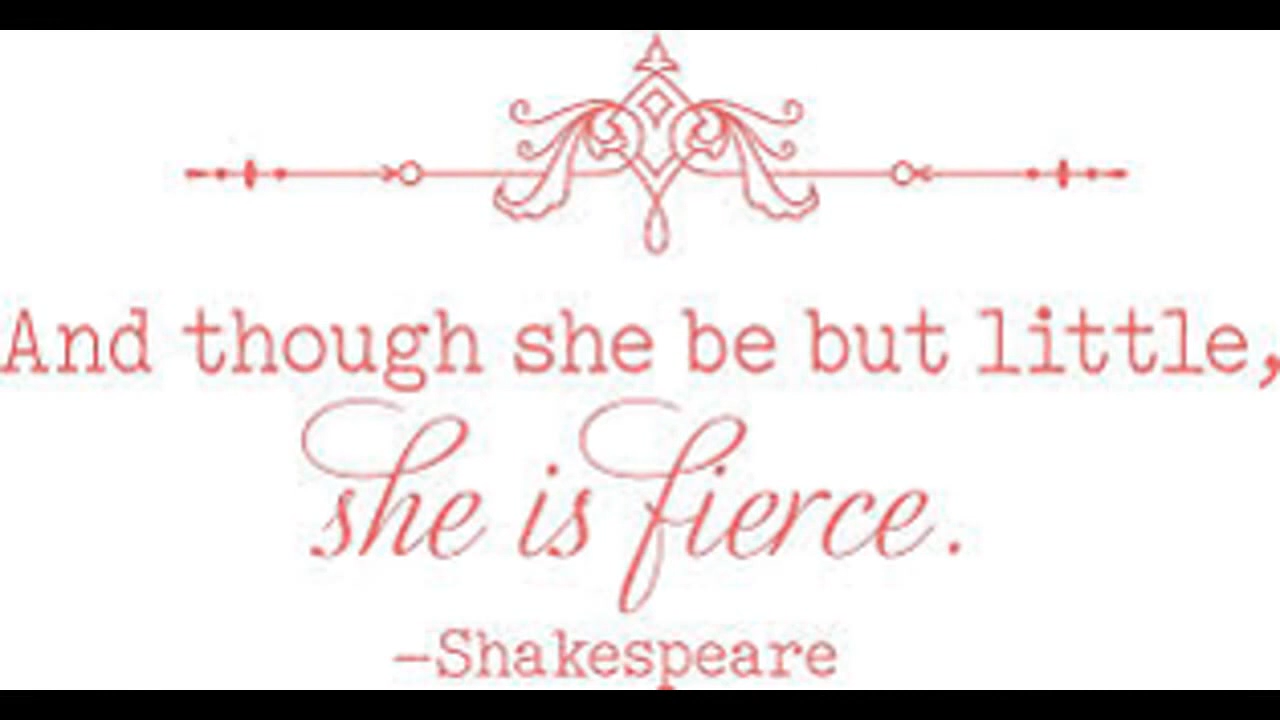 And though she be but little,
she is fierce.
–Shakespeare